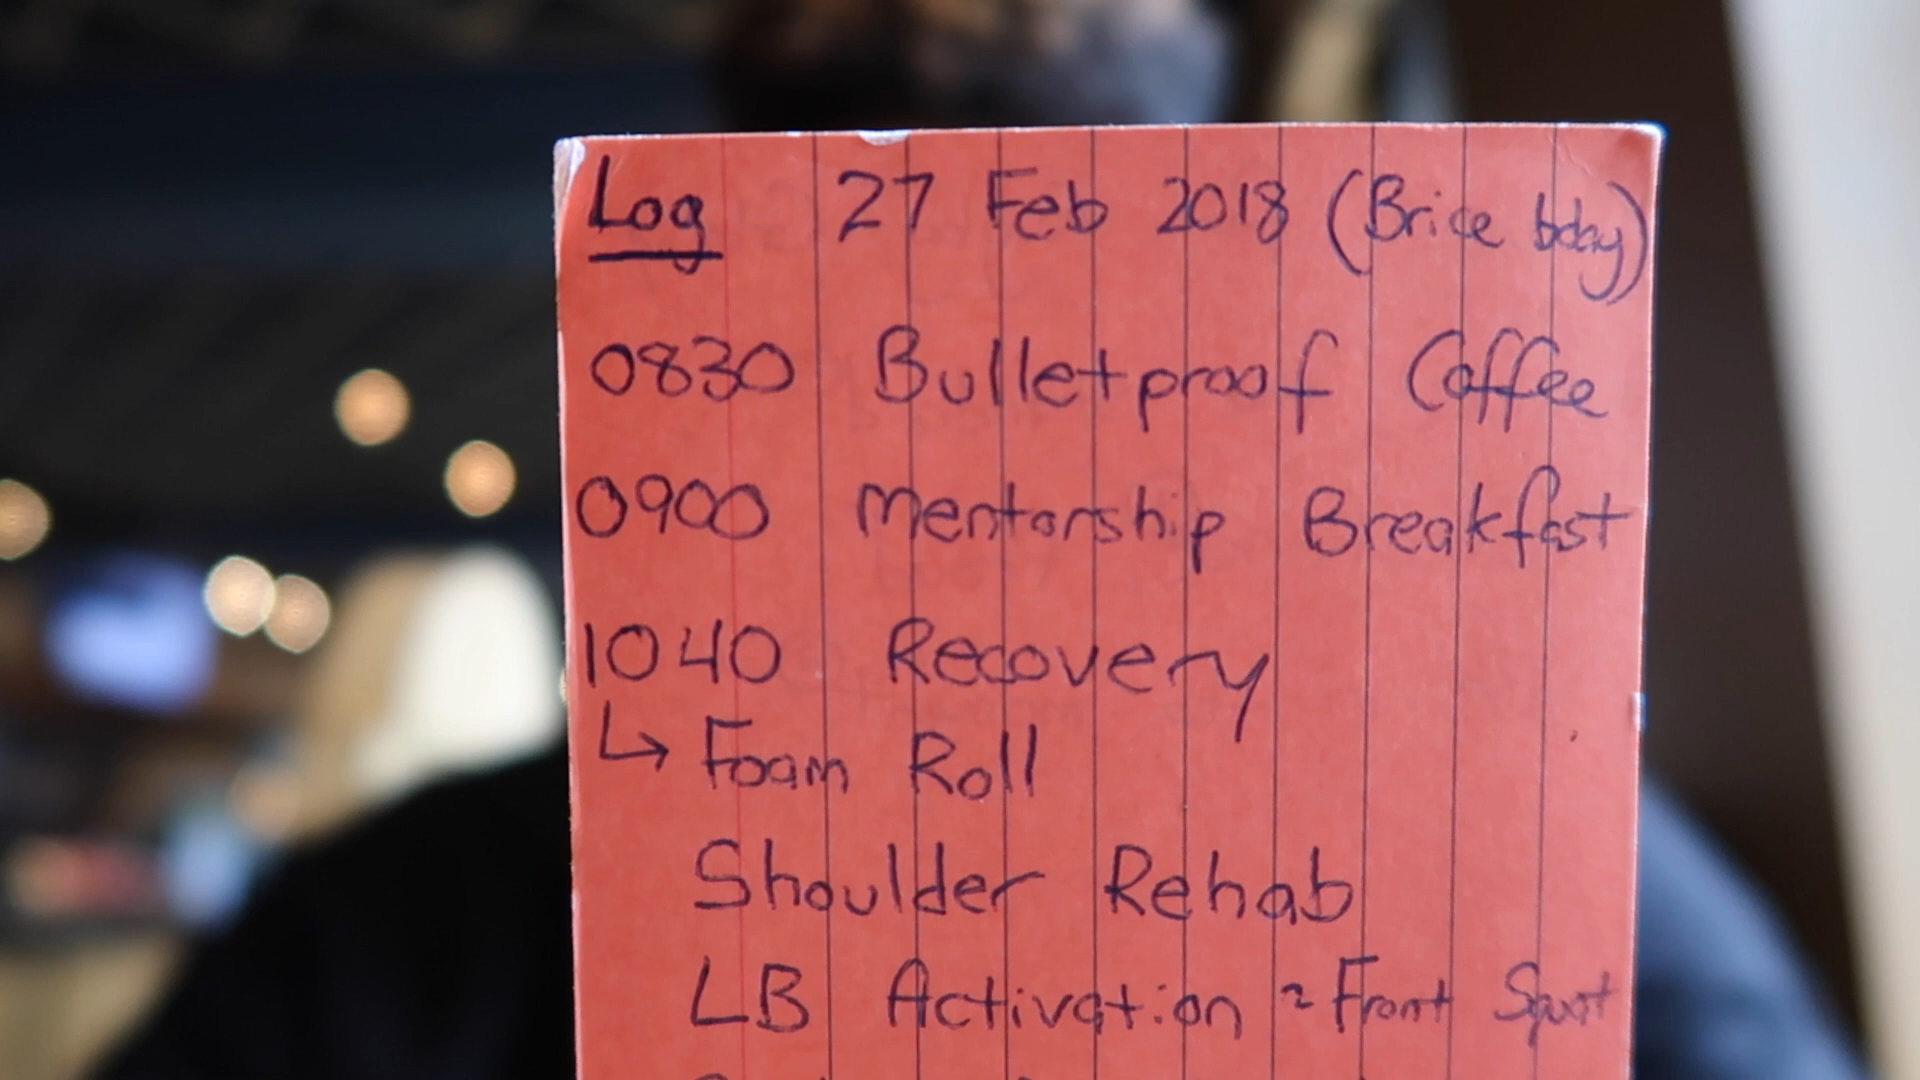 Log 27 Feb 2018 (Brice bday)
0830 Bulletproof Coffee
0900 Mentorship Breakfast
1040 Recovery
↳ Foam Roll
Shoulder Rehab
LB Activation ~ Front Squat